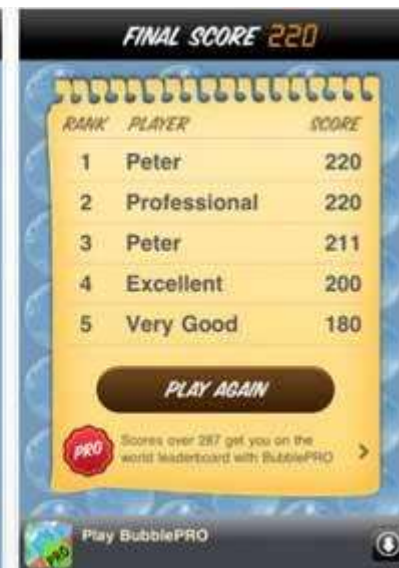 FINAL SCORE 220
RANK PLAYER SCORE
1 Peter 220
2 Professional 220
3 Peter 211
4 Excellent 200
5 Very Good 180
PLAY AGAIN
PRO
Scores over 287 get you on the
world leaderboard with BubblePRO
Play BubblePRO
PRO